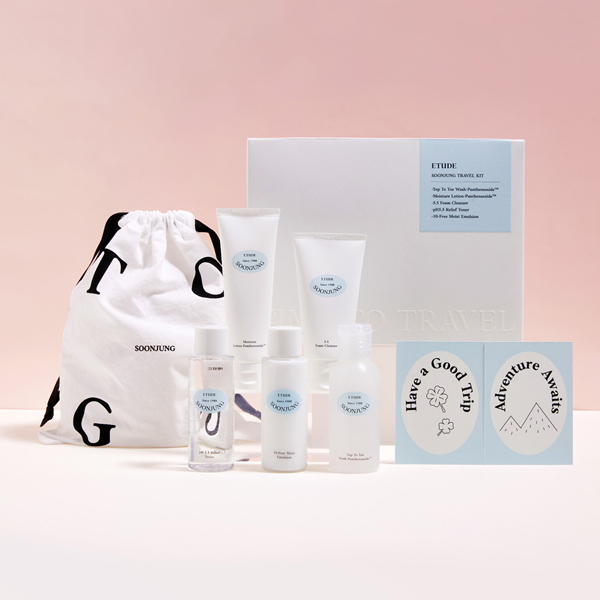 ETUDE
SOONJUNG TRAVEL KIT
·Top To Toe Wash-Panthensoside™
·Moisture Lotion-Panthensoside™
·5.5 Foam Cleanser
·pH5.5 Relief Toner
·10-Free Moist Emulsion
TO TRAVEL
T
O
SOONJUNG
G
ETUDE
Since 1988
SOONJUNG
Moisture
Lotion-Panthensoside™
ETUDE
Since 1988
SOONJUNG
5.5
Foam Cleanser
ETUDE
Since 1988
SOONJUNG
pH 5.5 Relief
Toner
ETUDE
Since 1988
SOONJUNG
10-Free Moist
Emulsion
ETUDE
Since 1988
SOONJUNG
Top To Toe
Wash-Panthensoside™
Have a Good Trip
Adventure Awaits